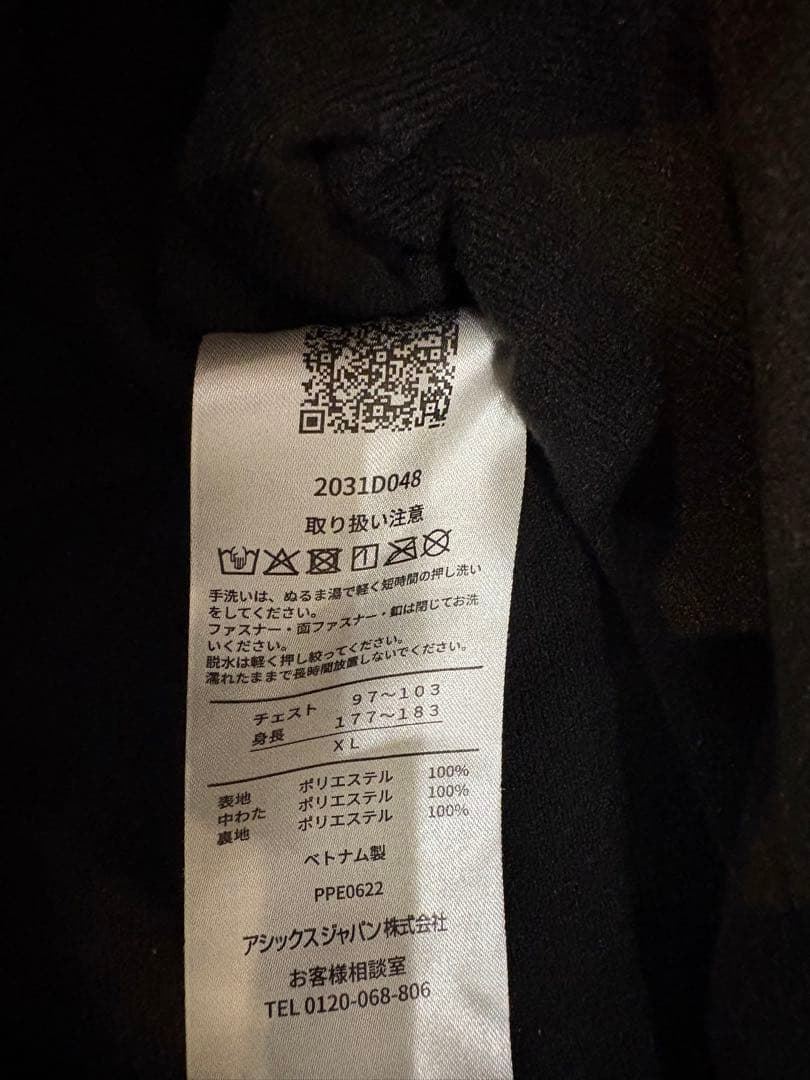 2031D048
取り扱い注意
手洗いは、ぬるま湯で軽く短時間の押し洗い
をしてください。
ファスナー・面ファスナー・釦は閉じてお洗
いください。
脱水は軽く押し絞ってください。
濡れたままで長時間放置しないでください。
チェスト 97〜103
身長 177〜183
XL
表地 ポリエステル 100%
中わた ポリエステル 100%
裏地 ポリエステル 100%
ベトナム製
PPE0622
アシックスジャパン株式会社
お客様相談室
TEL 0120-068-806